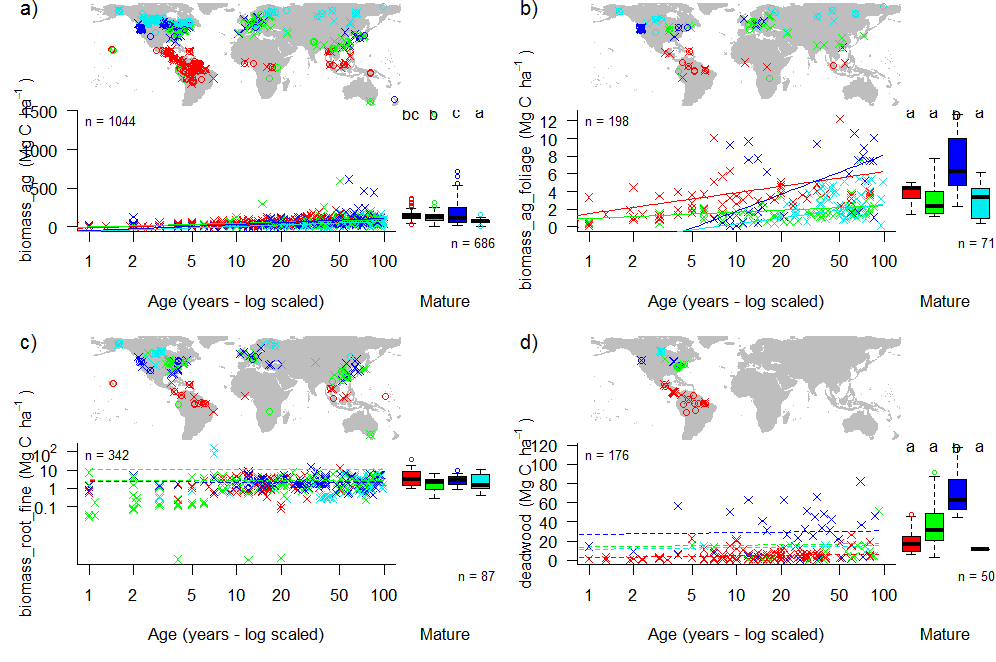 a)
biomass_ag (Mg C ha⁻¹)
1500
1000
500
0
n = 1044
bc b c a
n = 686
1 2 5 10 20 50 100
Age (years - log scaled)
Mature
b)
biomass_ag_foliage (Mg C ha⁻¹)
12
10
8
6
4
2
0
n = 198
a a b a
n = 71
1 2 5 10 20 50 100
Age (years - log scaled)
Mature
c)
biomass_root_fine (Mg C ha⁻¹)
10²
10
1
0.1
n = 342
n = 87
1 2 5 10 20 50 100
Age (years - log scaled)
Mature
d)
deadwood (Mg C ha⁻¹)
120
100
80
60
40
20
0
n = 176
a a b a
n = 50
1 2 5 10 20 50 100
Age (years - log scaled)
Mature